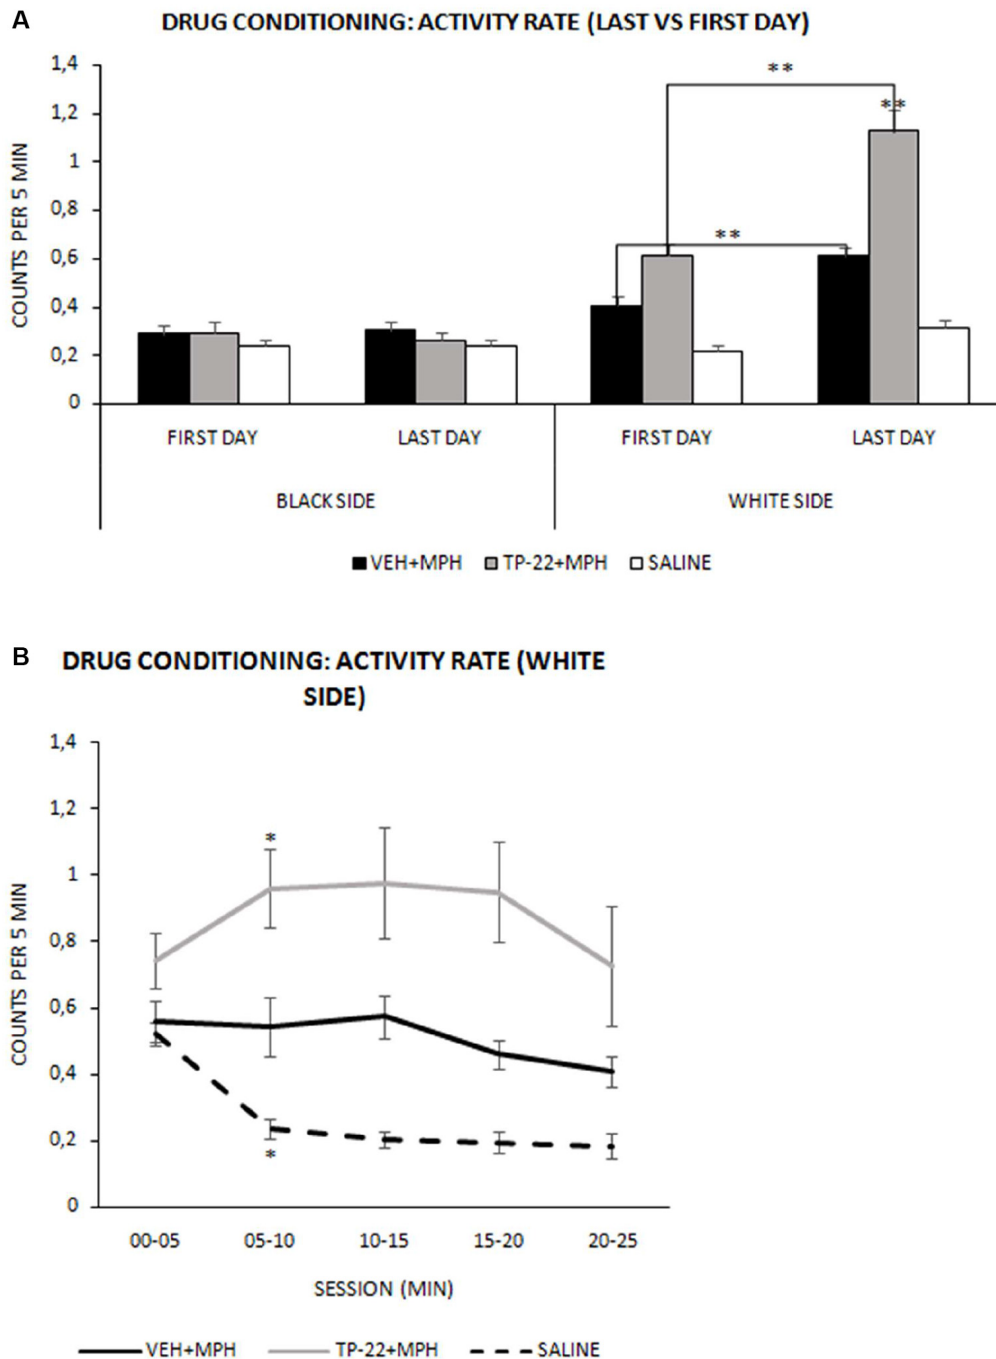 A
DRUG CONDITIONING: ACTIVITY RATE (LAST VS FIRST DAY)
COUNTS PER 5 MIN
1,4
1,2
1
0,8
0,6
0,4
0,2
0
**
**
**
FIRST DAY
LAST DAY
FIRST DAY
LAST DAY
BLACK SIDE
WHITE SIDE
VEH+MPH
TP-22+MPH
SALINE
B
DRUG CONDITIONING: ACTIVITY RATE (WHITE
SIDE)
COUNTS PER 5 MIN
1,4
1,2
1
0,8
0,6
0,4
0,2
0
*
*
00-05
05-10
10-15
15-20
20-25
SESSION (MIN)
VEH+MPH
TP-22+MPH
SALINE